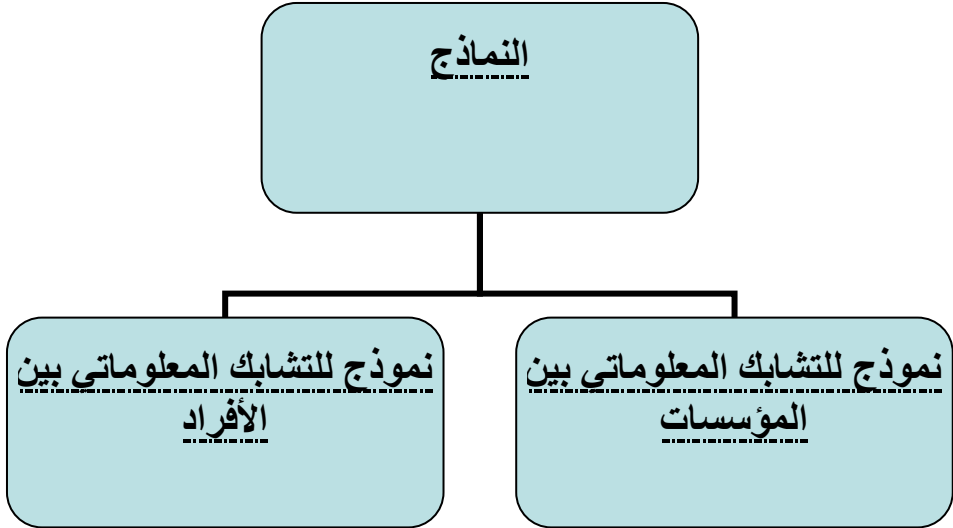 النماذج
نموذج للتشابك المعلوماتي بين
المؤسسات
نموذج للتشابك المعلوماتي بين
الأفراد